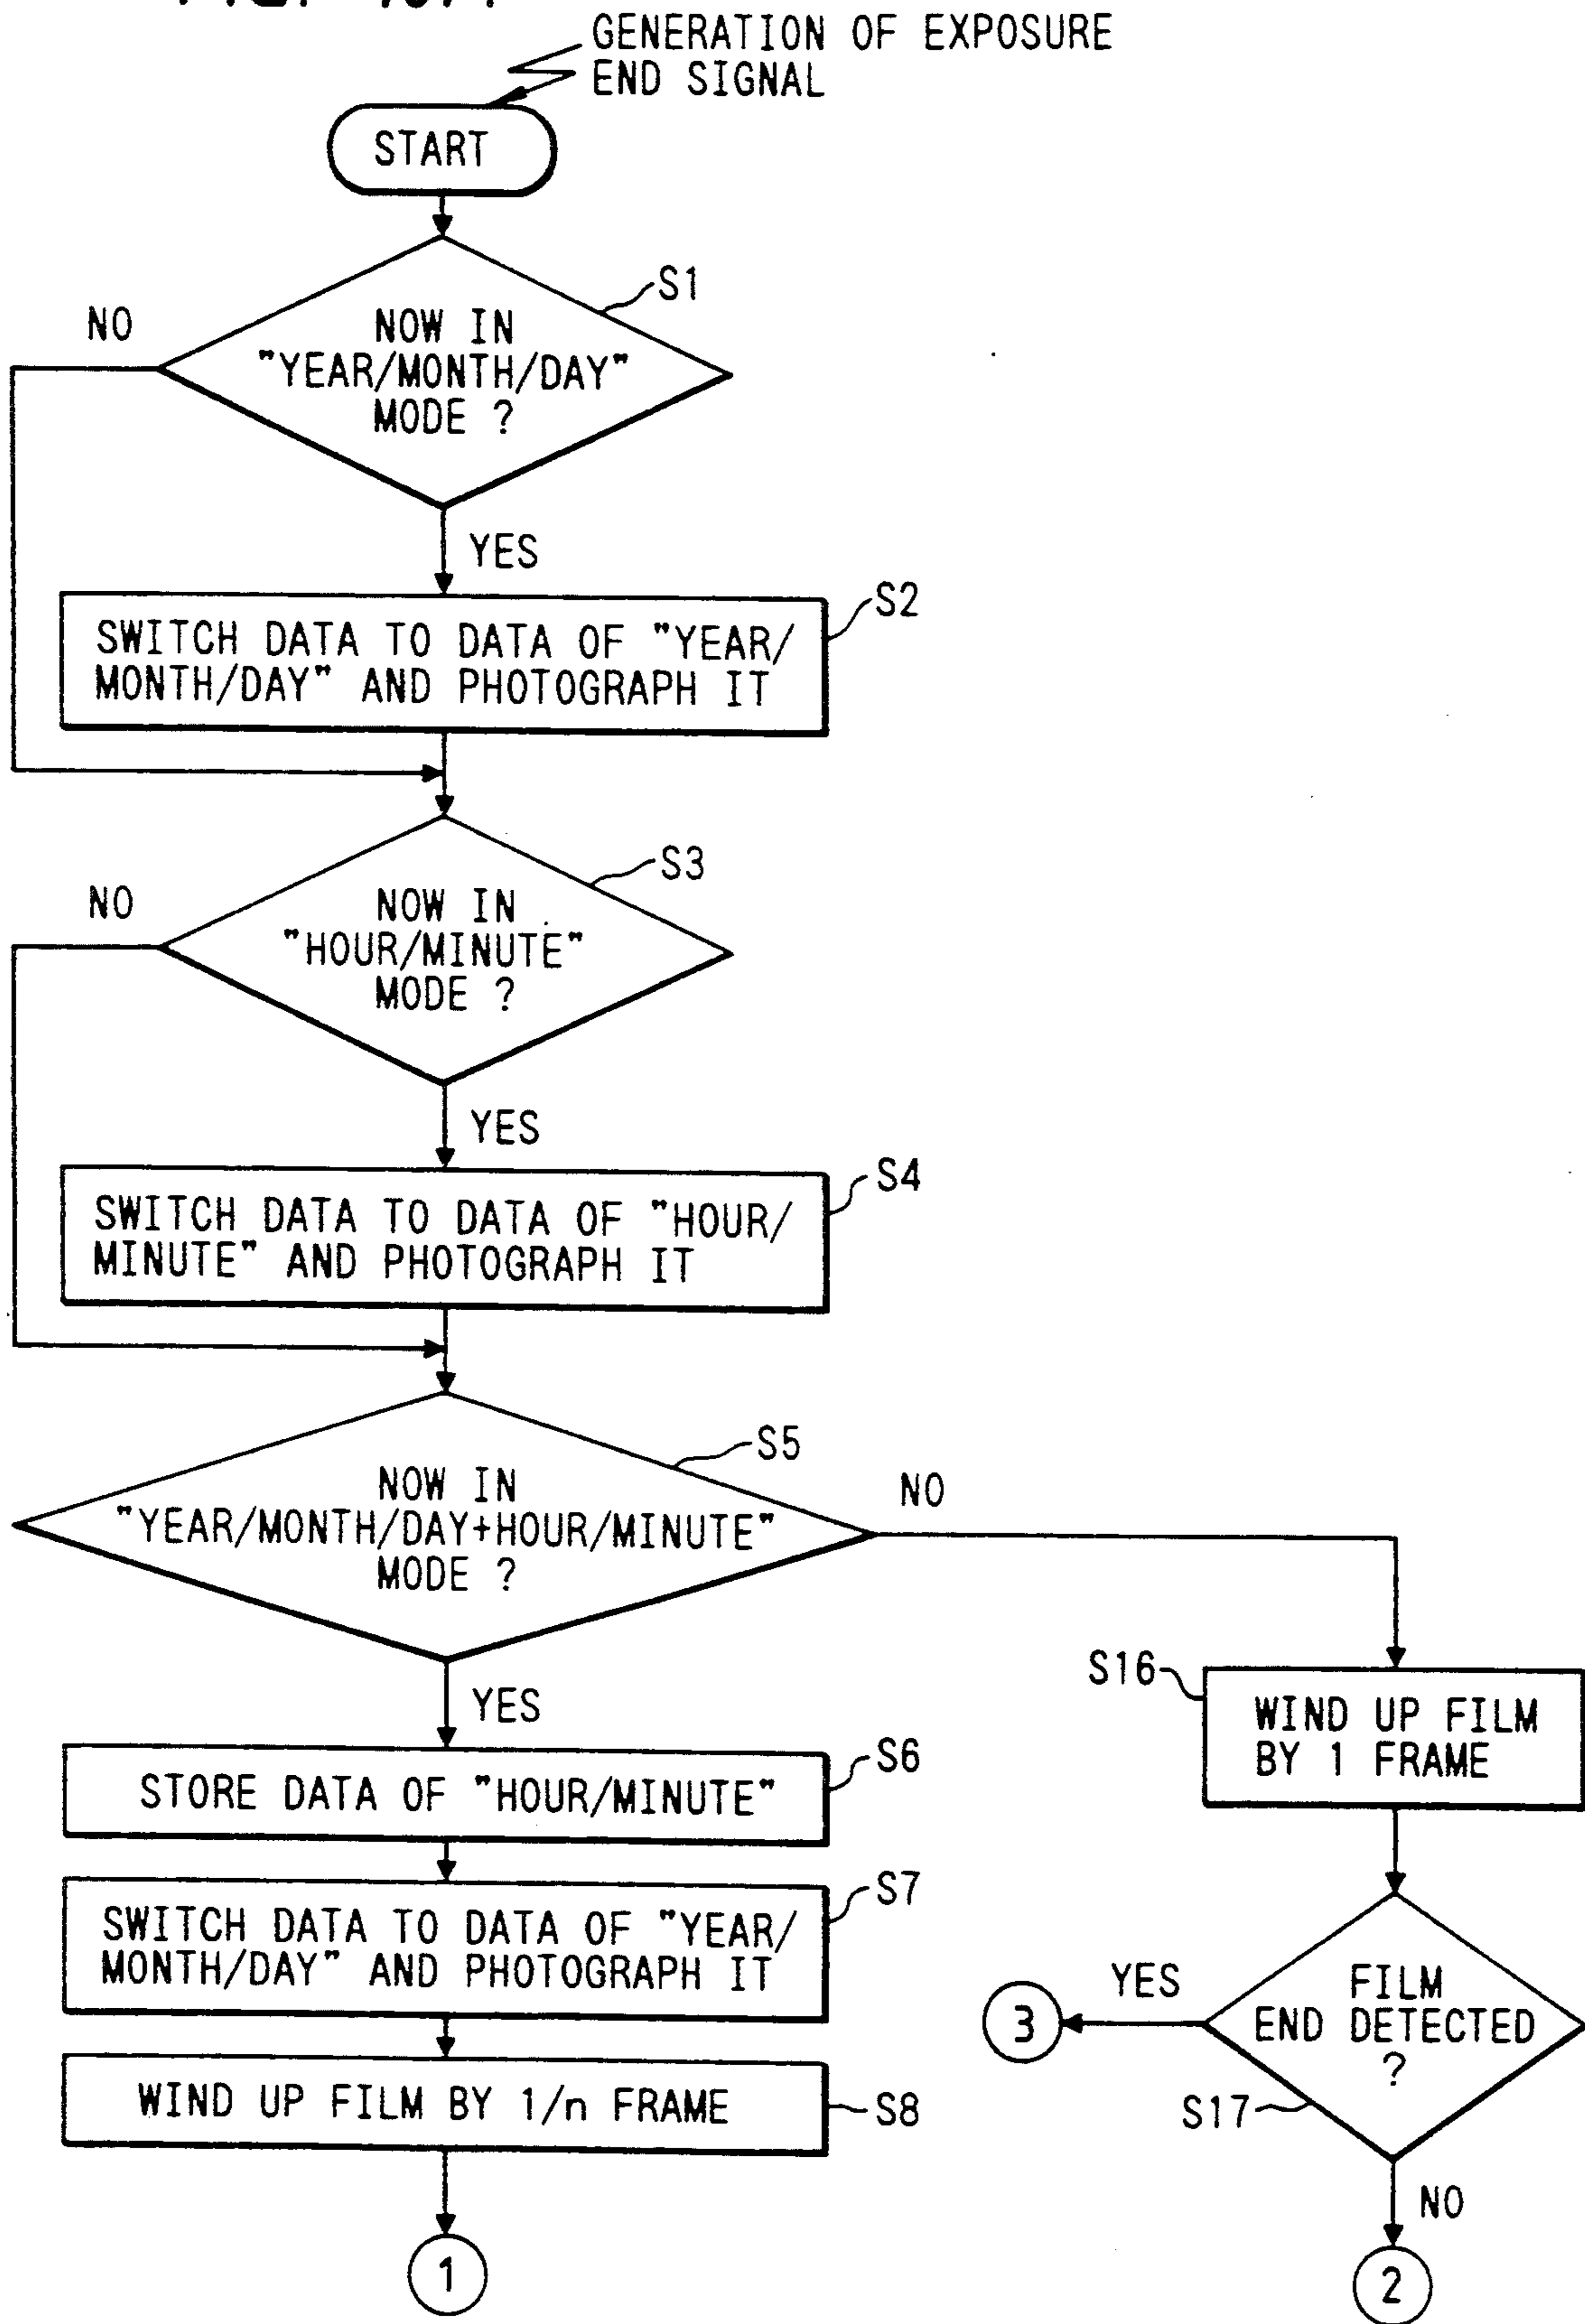 GENERATION OF EXPOSURE
END SIGNAL
START
S1
NO
NOW IN
"YEAR/MONTH/DAY"
MODE ?
YES
S2
SWITCH DATA TO DATA OF "YEAR/
MONTH/DAY" AND PHOTOGRAPH IT
S3
NO
NOW IN
"HOUR/MINUTE"
MODE ?
YES
S4
SWITCH DATA TO DATA OF "HOUR/
MINUTE" AND PHOTOGRAPH IT
S5
NO
NOW IN
"YEAR/MONTH/DAY+HOUR/MINUTE"
MODE ?
YES
S16
WIND UP FILM
BY 1 FRAME
S6
STORE DATA OF "HOUR/MINUTE"
S7
SWITCH DATA TO DATA OF "YEAR/
MONTH/DAY" AND PHOTOGRAPH IT
YES
FILM
END DETECTED
?
3
S17
WIND UP FILM BY 1/n FRAME
S8
NO
1
2